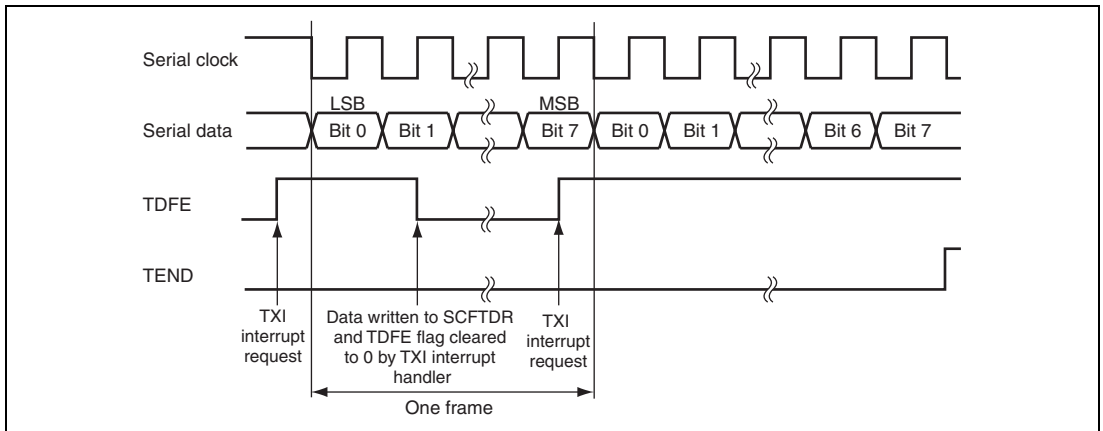 Serial clock
LSB
MSB
Serial data
Bit 0
Bit 1
Bit 7
Bit 0
Bit 1
Bit 6
Bit 7
TDFE
TEND
TXI
interrupt
request
Data written to SCFTDR
and TDFE flag cleared
to 0 by TXI interrupt
handler
TXI
interrupt
request
One frame